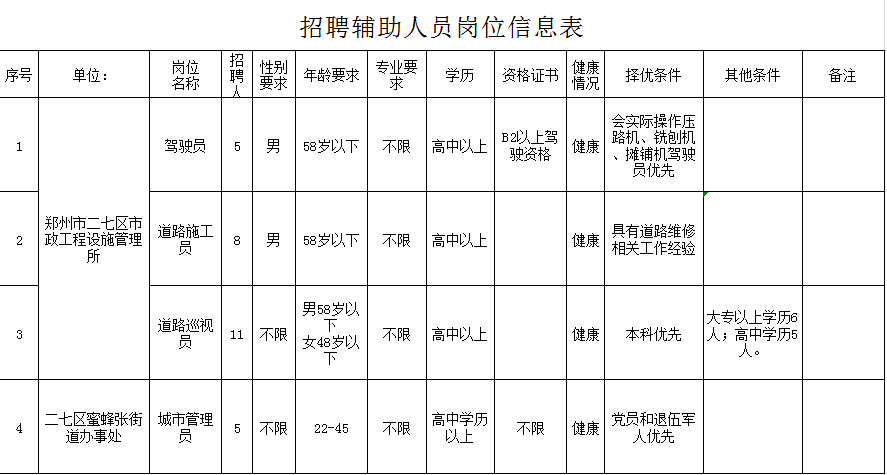 招聘辅助人员岗位信息表
序号
单位：
岗位
名称
招
聘
人
性别
要求
年龄要求
专业要
求
学历
资格证书
健康
情况
择优条件
其他条件
备注
1
郑州市二七区市
政工程设施管理
所
驾驶员
5
男
58岁以下
不限
高中以上
B2以上驾
驶资格
健康
会实际操作压
路机、铣刨机
、摊铺机驾驶
员优先
2
道路施工
员
8
男
58岁以下
不限
高中以上
健康
具有道路维修
相关工作经验
3
道路巡视
员
11
不限
男58岁以
下
女48岁以
下
不限
高中以上
健康
本科优先
大专以上学历6
人；高中学历5
人。
4
二七区蜜蜂张街
道办事处
城市管理
员
5
不限
22-45
不限
高中学历
以上
不限
健康
党员和退伍军
人优先